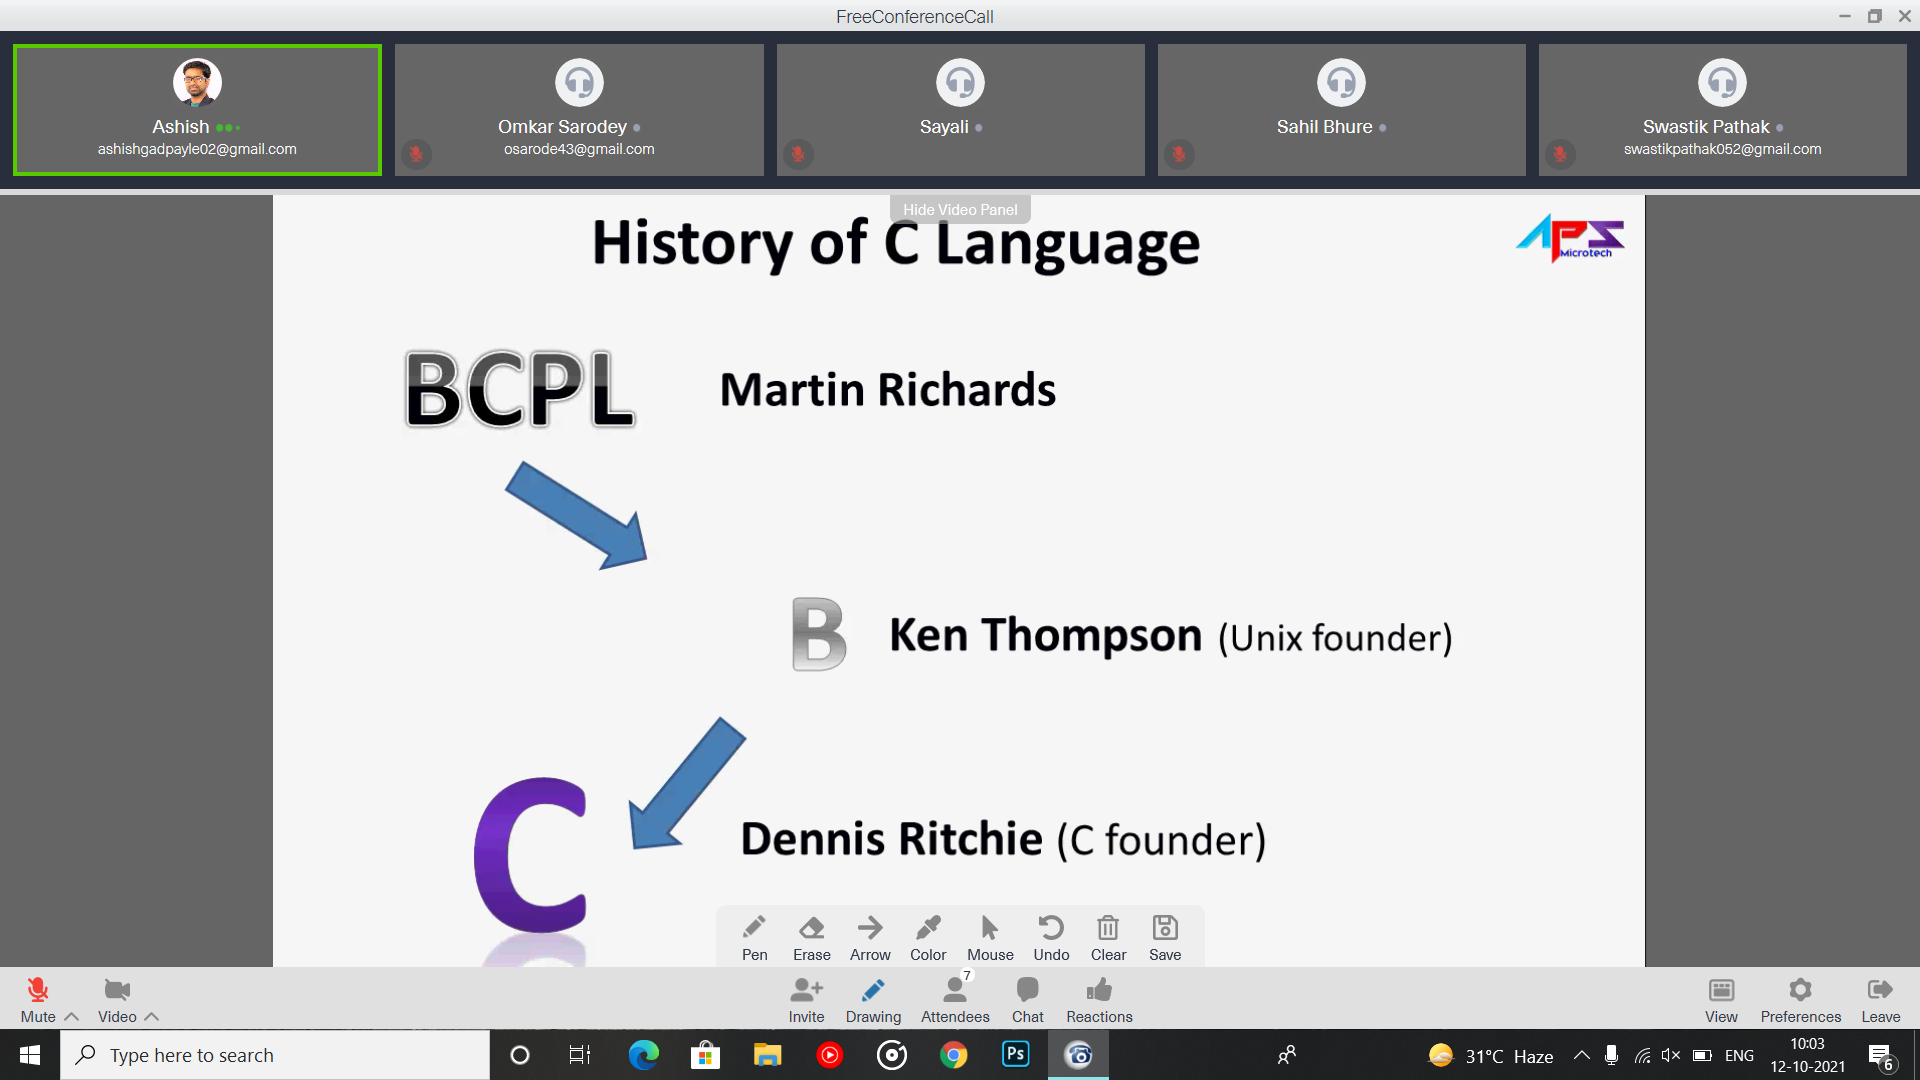 FreeConferenceCall
Ashish
ashishgadpayle02@gmail.com
Omkar Sarodey
osarode43@gmail.com
Sayali
Sahil Bhure
Swastik Pathak
swastikpathak052@gmail.com
Hide Video Panel
History of C Language
APS
Microtech
BCPL Martin Richards
B Ken Thompson (Unix founder)
C Dennis Ritchie (C founder)
Pen Erase Arrow Color Mouse Undo Clear Save
7
Mute Video Invite Drawing Attendees Chat Reactions View Preferences Leave
Type here to search
Ps
31°C Haze
ENG
10:03
12-10-2021
6